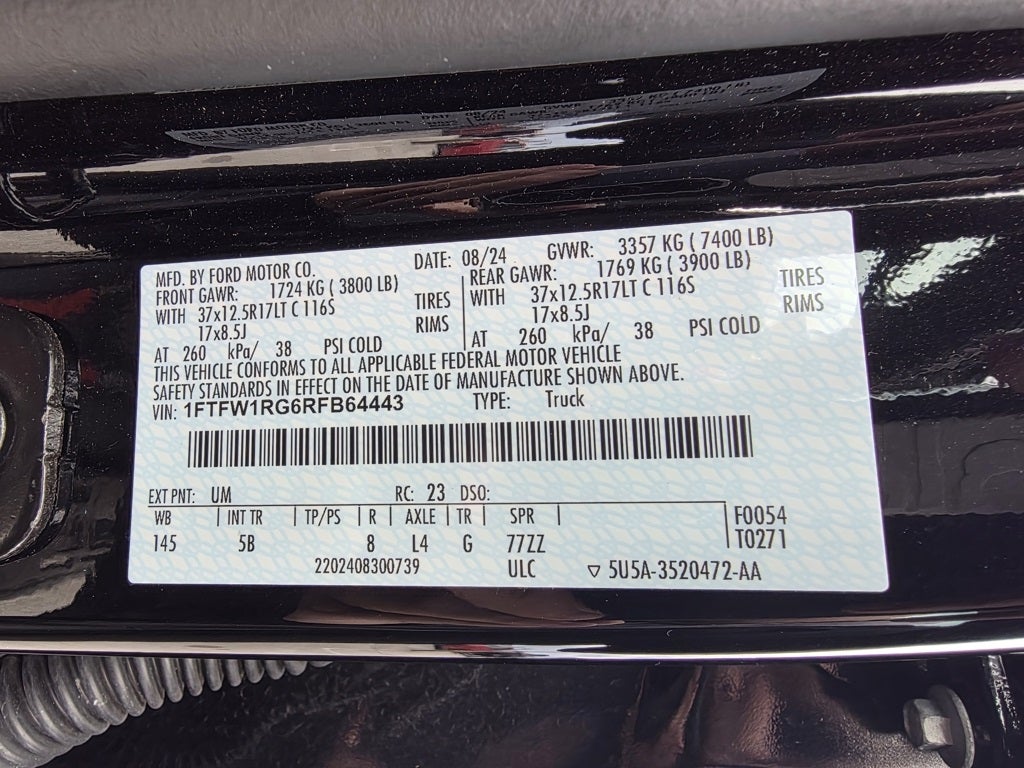 MFD. BY FORD MOTOR CO. DATE: 08/24 GVWR: 3357 KG ( 7400 LB)
FRONT GAWR: 1724 KG ( 3800 LB) REAR GAWR: 1769 KG ( 3900 LB)
WITH 37x12.5R17LT C 116S TIRES WITH 37x12.5R17LT C 116S TIRES
17x8.5J RIMS 17x8.5J RIMS
AT 260 kPa/ 38 PSI COLD AT 260 kPa/ 38 PSI COLD
THIS VEHICLE CONFORMS TO ALL APPLICABLE FEDERAL MOTOR VEHICLE
SAFETY STANDARDS IN EFFECT ON THE DATE OF MANUFACTURE SHOWN ABOVE.
VIN: 1FTFW1RG6RFB64443 TYPE: Truck
EXT PNT: UM RC: 23 DSO:
WB INT TR TP/PS R AXLE TR SPR F0054
145 5B 8 L4 G 77ZZ T0271
2202408300739 ULC ▽ 5U5A-3520472-AA